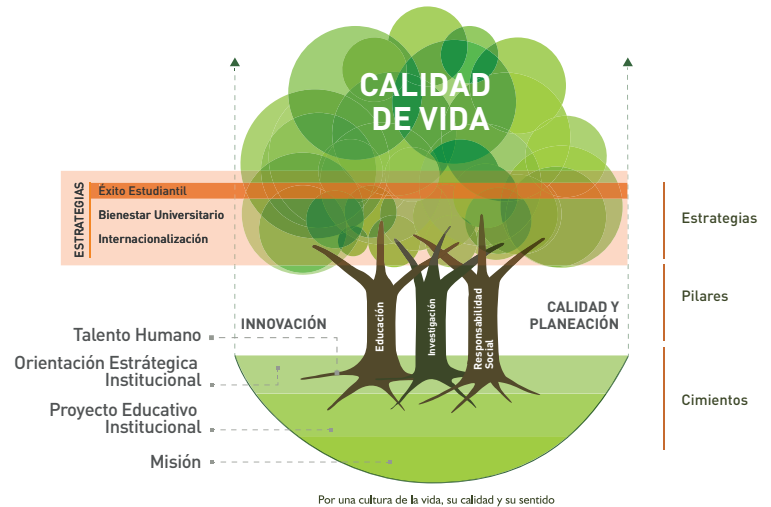 CALIDAD
DE VIDA
ESTRATEGIAS
Éxito Estudiantil
Bienestar Universitario
Internacionalización
Estrategias
Pilares
Cimientos
INNOVACIÓN
Educación
Investigación
Responsabilidad
Social
CALIDAD Y
PLANEACIÓN
Talento Humano
Orientación Estrátegica
Institucional
Proyecto Educativo
Institucional
Misión
Por una cultura de la vida, su calidad y su sentido